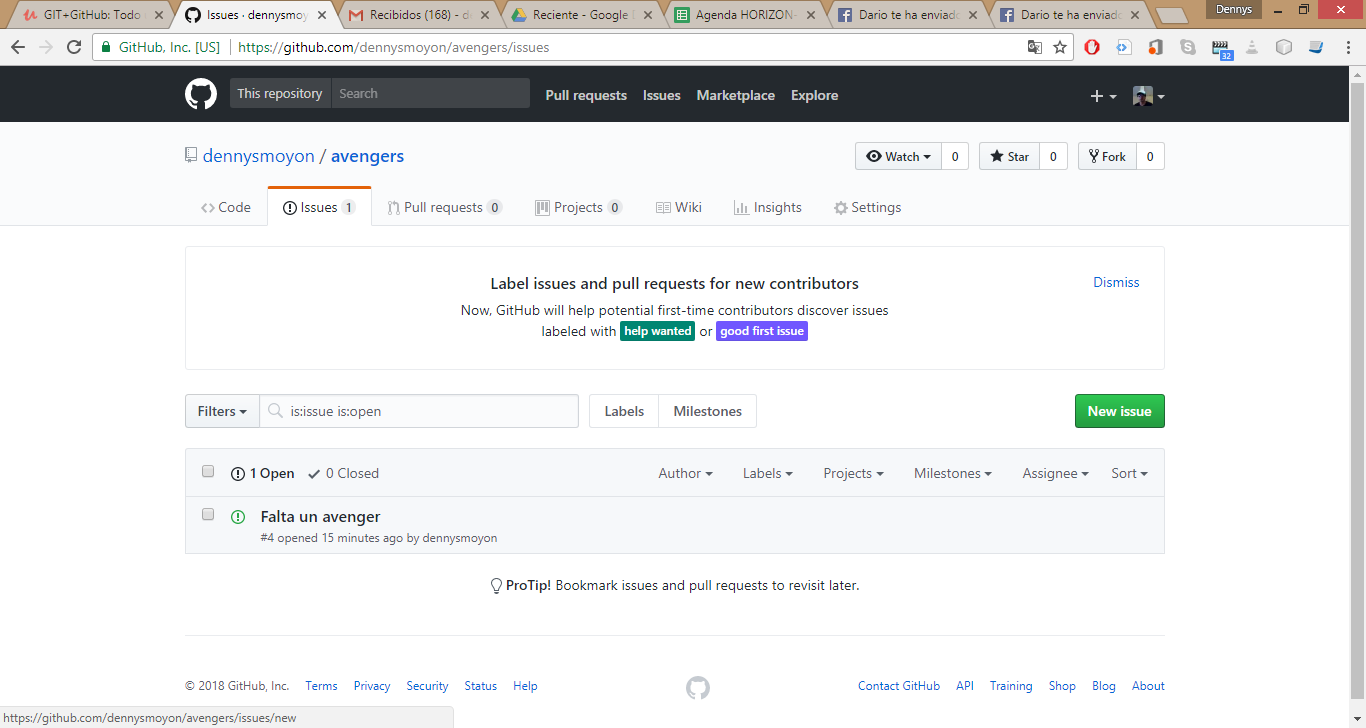 GIT+GitHub: Todo
Issues · dennysmoy
Recibidos (168) - d
Reciente - Google
Agenda HORIZON
Dario te ha enviad
Dario te ha enviad
Dennys
GitHub, Inc. [US] https://github.com/dennysmoyon/avengers/issues
32
This repository Search Pull requests Issues Marketplace Explore
dennysmoyon / avengers
Watch 0 Star 0 Fork 0
Code Issues 1 Pull requests 0 Projects 0 Wiki Insights Settings
Label issues and pull requests for new contributors
Dismiss
Now, GitHub will help potential first-time contributors discover issues
labeled with help wanted or good first issue
Filters is:issue is:open Labels Milestones New issue
1 Open 0 Closed Author Labels Projects Milestones Assignee Sort
Falta un avenger
#4 opened 15 minutes ago by dennysmoyon
ProTip! Bookmark issues and pull requests to revisit later.
© 2018 GitHub, Inc. Terms Privacy Security Status Help Contact GitHub API Training Shop Blog About
https://github.com/dennysmoyon/avengers/issues/new